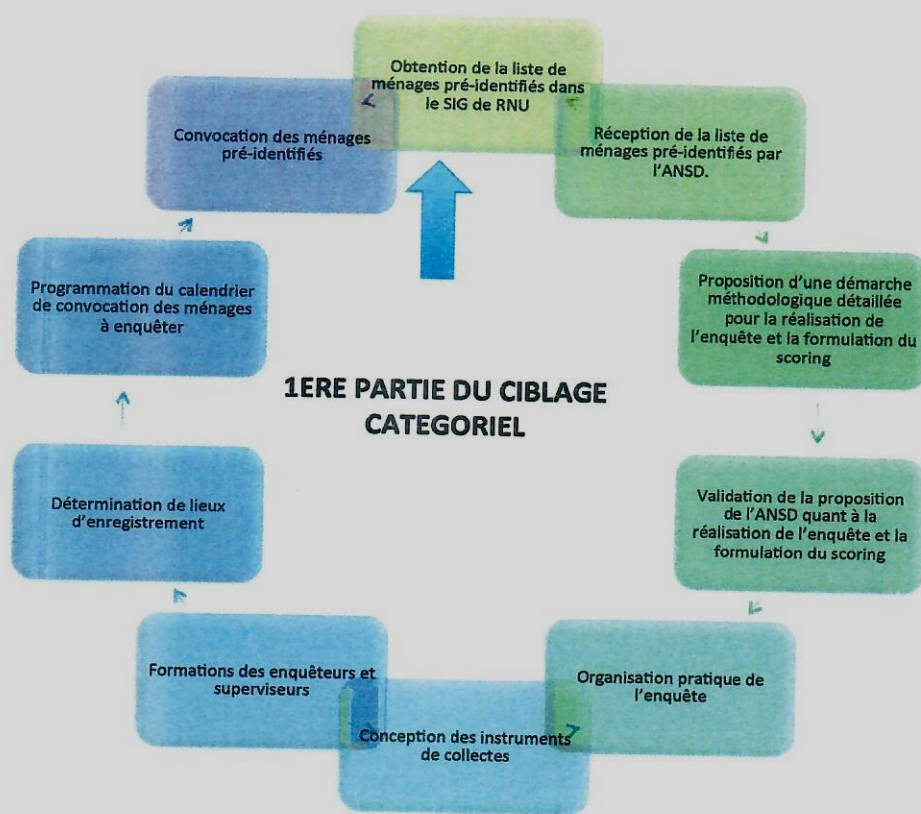 Obtention de la liste de
ménages pré-identifiés dans
le SIG de RNU
Réception de la liste de
ménages pré-identifiés par
l'ANSD.
Proposition d'une démarche
méthodologique détaillée
pour la réalisation de
l'enquête et la formulation du
scoring
Validation de la proposition
de l'ANSD quant à la
réalisation de l'enquête et la
formulation du scoring
Organisation pratique de
l'enquête
Conception des instruments
de collectes
Formations des enquêteurs et
superviseurs
Détermination de lieux
d'enregistrement
Programmation du calendrier
de convocation des ménages
à enquêter
Convocation des ménages
pré-identifiés
1ERE PARTIE DU CIBLAGE
CATEGORIEL